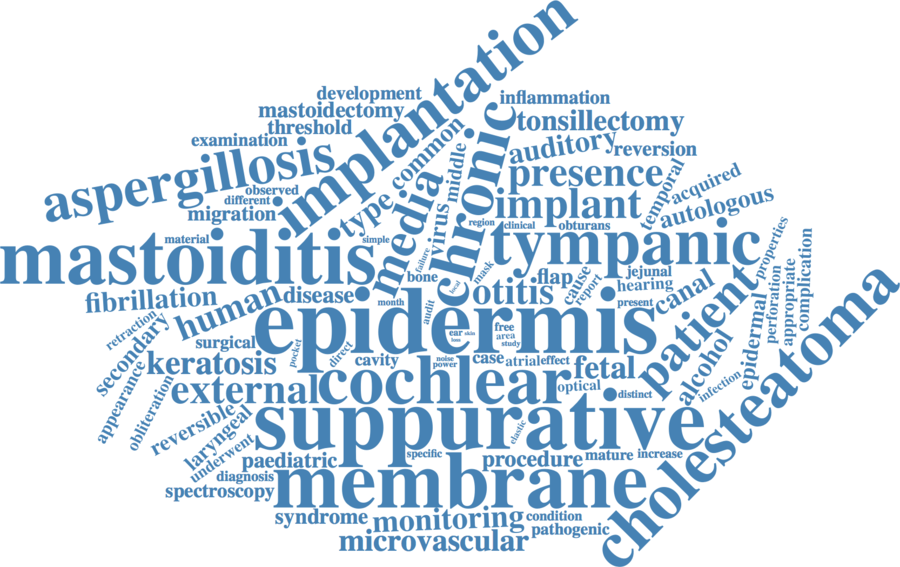 implantation
development
inflammation
mastoidectomy
tonsillectomy
threshold
examination
common
chronic
auditory
reversion
aspergillosis
middle
presence
temporal
acquired
observed
different
type
media
virus
implant
autologous
migration
region
clinical
obturans
mastoiditis
material
simple
tympanic
properties
failure
mask
bone
flap
cause
report
jejunal
hearing
canal
patient
perforation
appropriate
complication
fibrillation
human
disease
otitis
local
month
audit
epidermis
present
retraction
secondary
surgical
pocket
direct
ear
skin
bane
free
area
study
epidermal
keratosis
cavity
noise
power
case
atrial
effect
fetal
alcohol
infection
cholesteatoma
appearance
obliteration
external
cochlear
optical
distinct
reversible
laryngeal
underwent
suppurative
elastic
paediatric
specific
procedure
mature
increase
diagnosis
spectroscopy
membrane
syndrome
monitoring
condition
pathogenic
microvascular